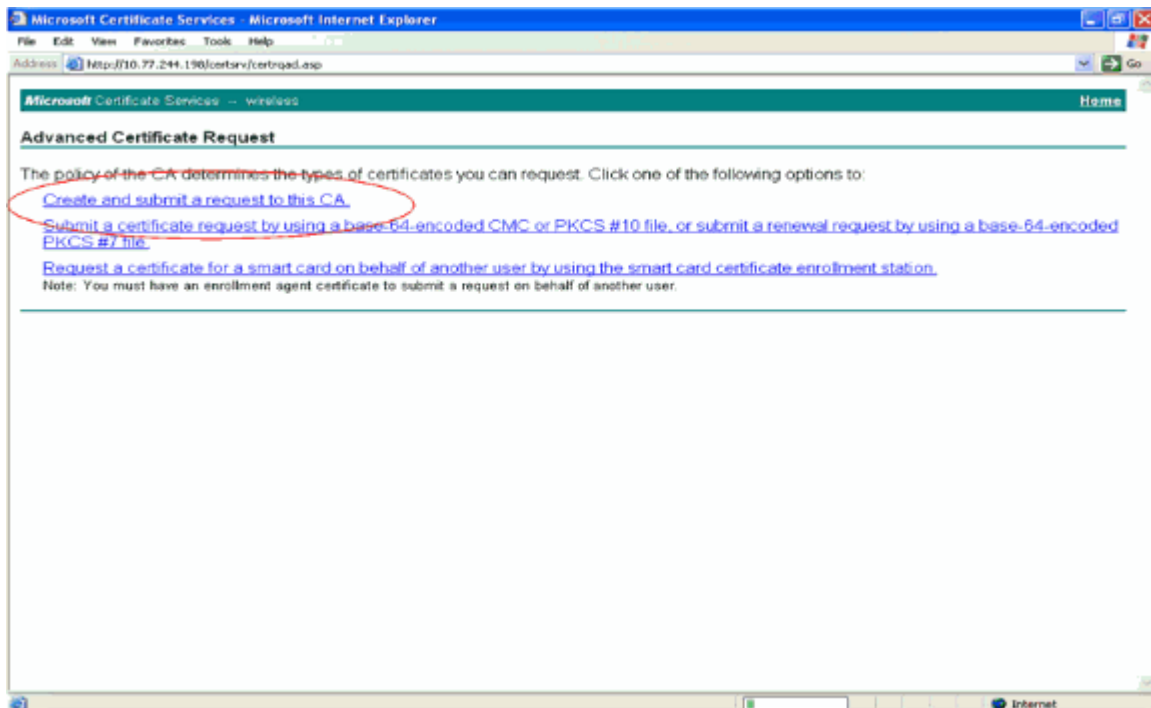 Microsoft Certificate Services - Microsoft Internet Explorer
File Edit View Favorites Tools Help
Address http://10.77.244.198/certsrv/certrqad.asp Go
Microsoft Certificate Services -- wireless Home
Advanced Certificate Request
The policy of the CA determines the types of certificates you can request. Click one of the following options to:
Create and submit a request to this CA.
Submit a certificate request by using a base-64-encoded CMC or PKCS #10 file, or submit a renewal request by using a base-64-encoded
PKCS #7 file.
Request a certificate for a smart card on behalf of another user by using the smart card certificate enrollment station.
Note: You must have an enrollment agent certificate to submit a request on behalf of another user.
Internet